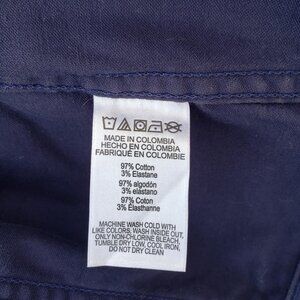 MADE IN COLOMBIA
HECHO EN COLOMBIA
FABRIQUÉ EN COLOMBIE
97% Cotton
3% Elastane
97% algodón
3% elastano
97% Coton
3% Élasthanne
MACHINE WASH COLD WITH
LIKE COLORS, WASH INSIDE OUT,
ONLY NON-CHLORINE BLEACH,
TUMBLE DRY LOW, COOL IRON,
DO NOT DRY CLEAN